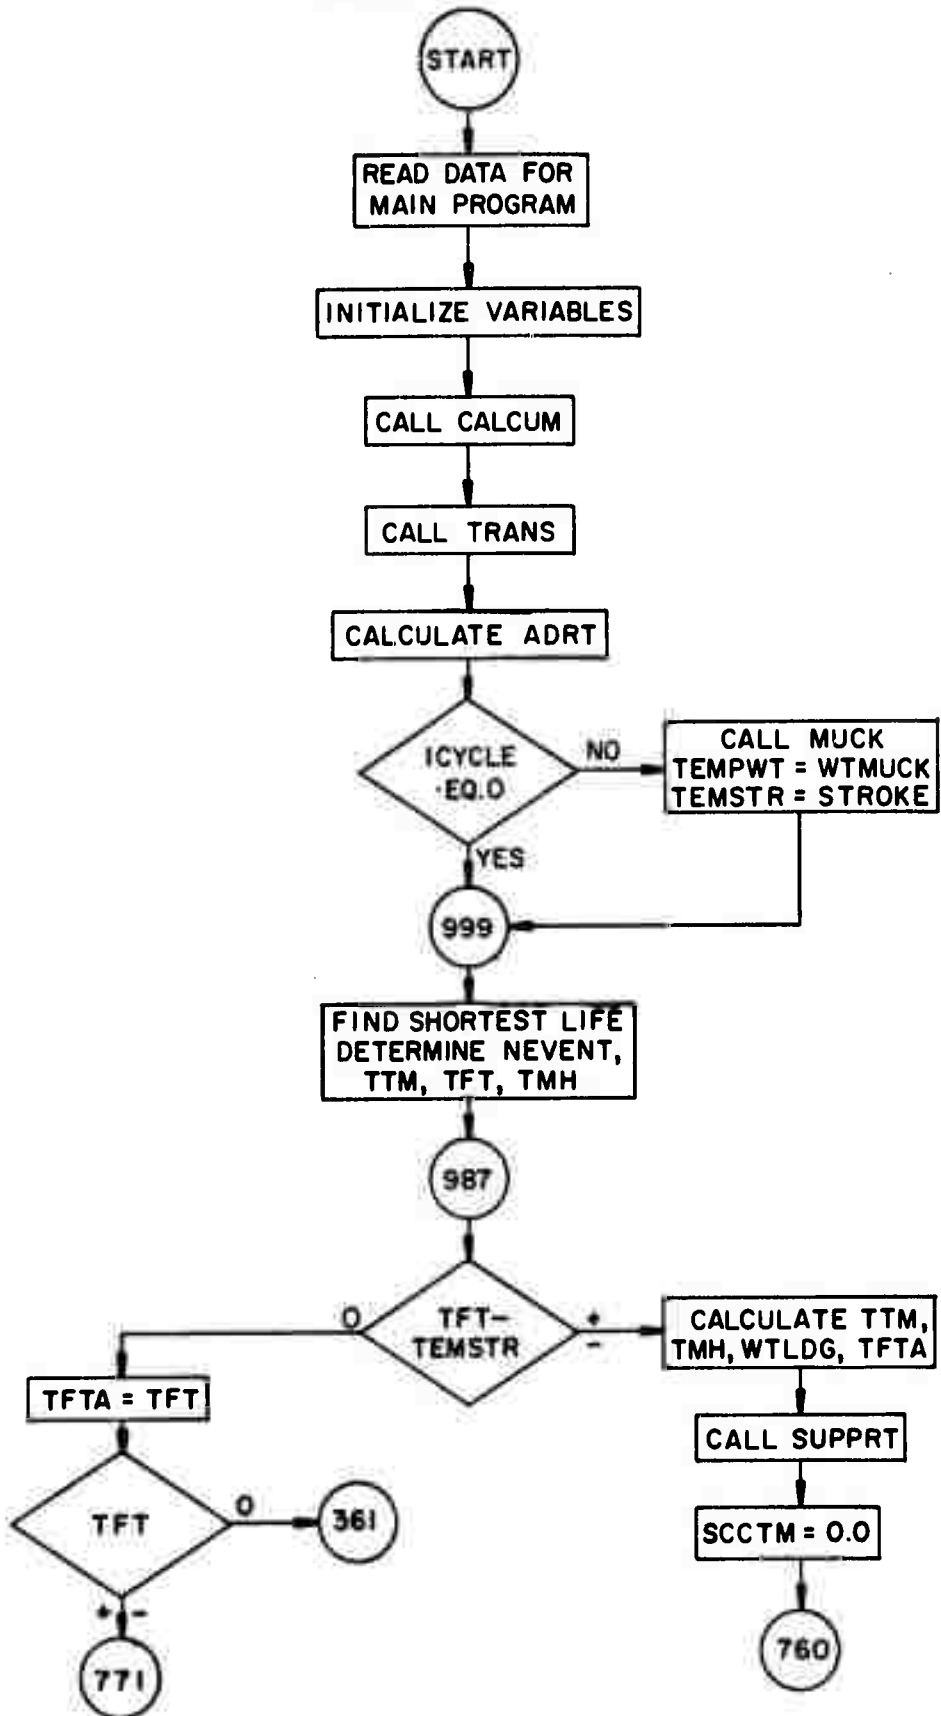 START
READ DATA FOR
MAIN PROGRAM
INITIALIZE VARIABLES
CALL CALCUM
CALL TRANS
CALCULATE ADRT
ICYCLE
.EQ.0
NO
CALL MUCK
TEMPWT = WTMUCK
TEMSTR = STROKE
YES
999
FIND SHORTEST LIFE
DETERMINE NEVENT,
TTM, TFT, TMH
987
TFT-
TEMSTR
0
+
-
CALCULATE TTM,
TMH, WTLDG, TFTA
TFTA = TFT
CALL SUPPRT
TFT
0
361
SCCTM = 0.0
+ -
771
760